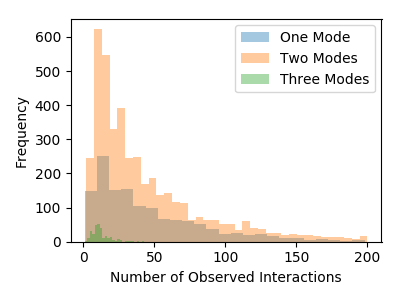 One Mode
Two Modes
Three Modes
Frequency
600
500
400
300
200
100
0
0 50 100 150 200
Number of Observed Interactions